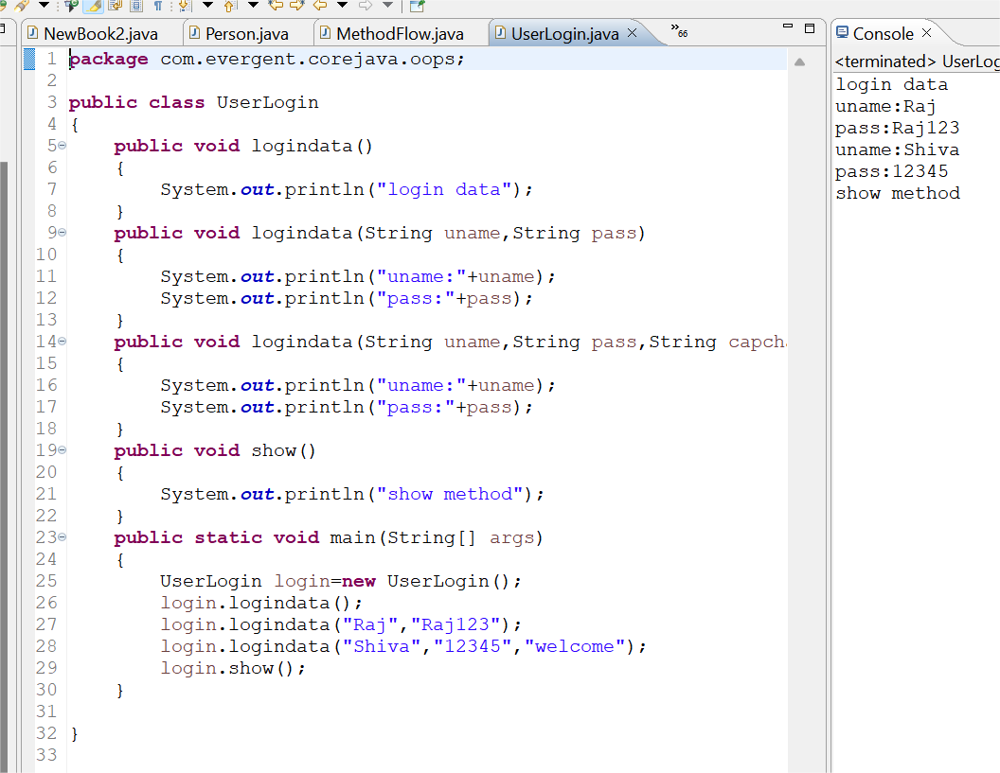 NewBook2.java Person.java MethodFlow.java UserLogin.java 66
1 package com.evergent.corejava.oops;
2
3 public class UserLogin
4 {
5 public void logindata()
6 {
7 System.out.println("login data");
8 }
9 public void logindata(String uname,String pass)
10 {
11 System.out.println("uname:"+uname);
12 System.out.println("pass:"+pass);
13 }
14 public void logindata(String uname,String pass,String capcha
15 {
16 System.out.println("uname:"+uname);
17 System.out.println("pass:"+pass);
18 }
19 public void show()
20 {
21 System.out.println("show method");
22 }
23 public static void main(String[] args)
24 {
25 UserLogin login=new UserLogin();
26 login.logindata();
27 login.logindata("Raj","Raj123");
28 login.logindata("Shiva","12345","welcome");
29 login.show();
30 }
31
32 }
33
Console
<terminated> UserLog
login data
uname:Raj
pass:Raj123
uname:Shiva
pass:12345
show method